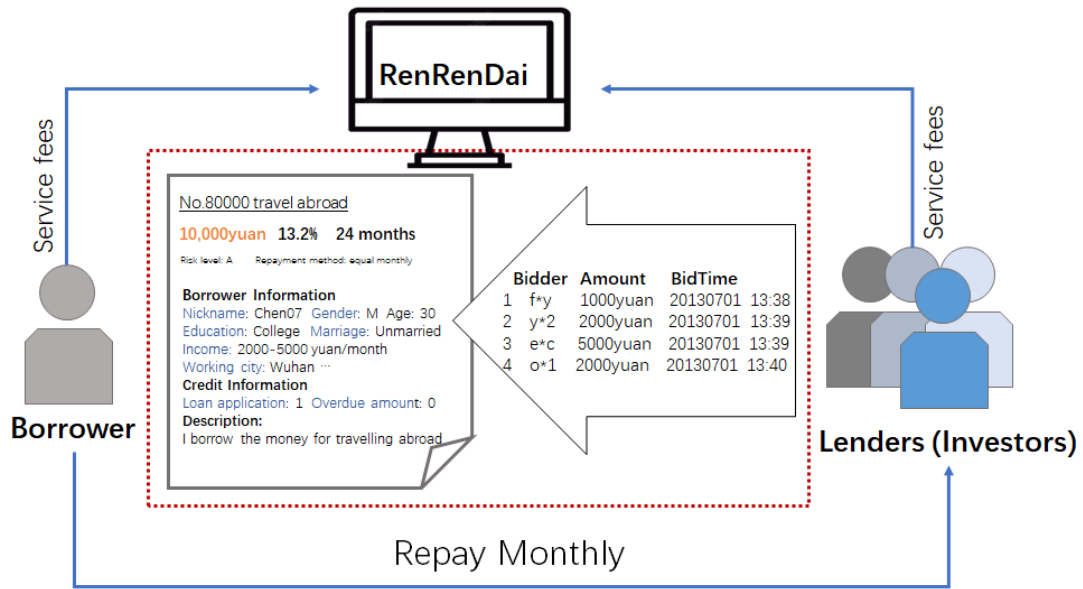 RenRenDai
Service fees
Service fees
No.80000 travel abroad
10,000yuan 13.2% 24 months
Risk level: A Repayment method: equal monthly
Borrower Information
Nickname: Chen07 Gender: M Age: 30
Education: College Marriage: Unmarried
Income: 2000-5000 yuan/month
Working city: Wuhan ...
Credit Information
Loan application: 1 Overdue amount: 0
Description:
I borrow the money for travelling abroad
Bidder Amount BidTime
1 f*y 1000yuan 20130701 13:38
2 y*2 2000yuan 20130701 13:39
3 e*c 5000yuan 20130701 13:39
4 o*1 2000yuan 20130701 13:40
Borrower
Lenders (Investors)
Repay Monthly